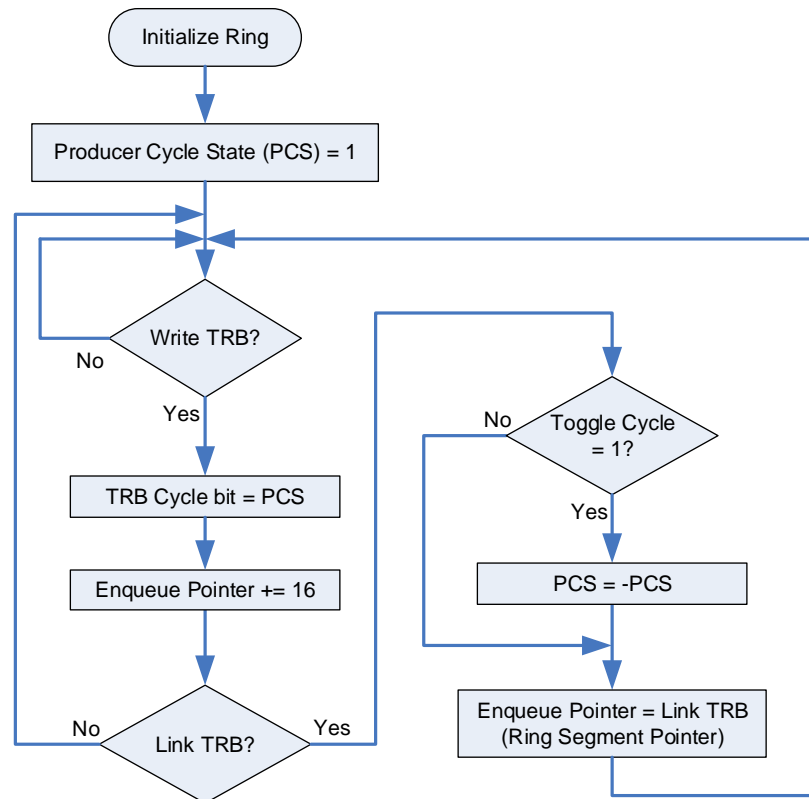 Initialize Ring
Producer Cycle State (PCS) = 1
Write TRB?
No
Yes
TRB Cycle bit = PCS
Enqueue Pointer += 16
Link TRB?
No
Yes
Toggle Cycle
= 1?
No
Yes
PCS = -PCS
Enqueue Pointer = Link TRB
(Ring Segment Pointer)